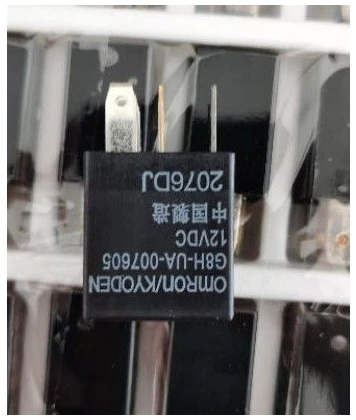 OMRON/KYODEN
G8H-UA-007605
12VDC
中国製造
2076DJ